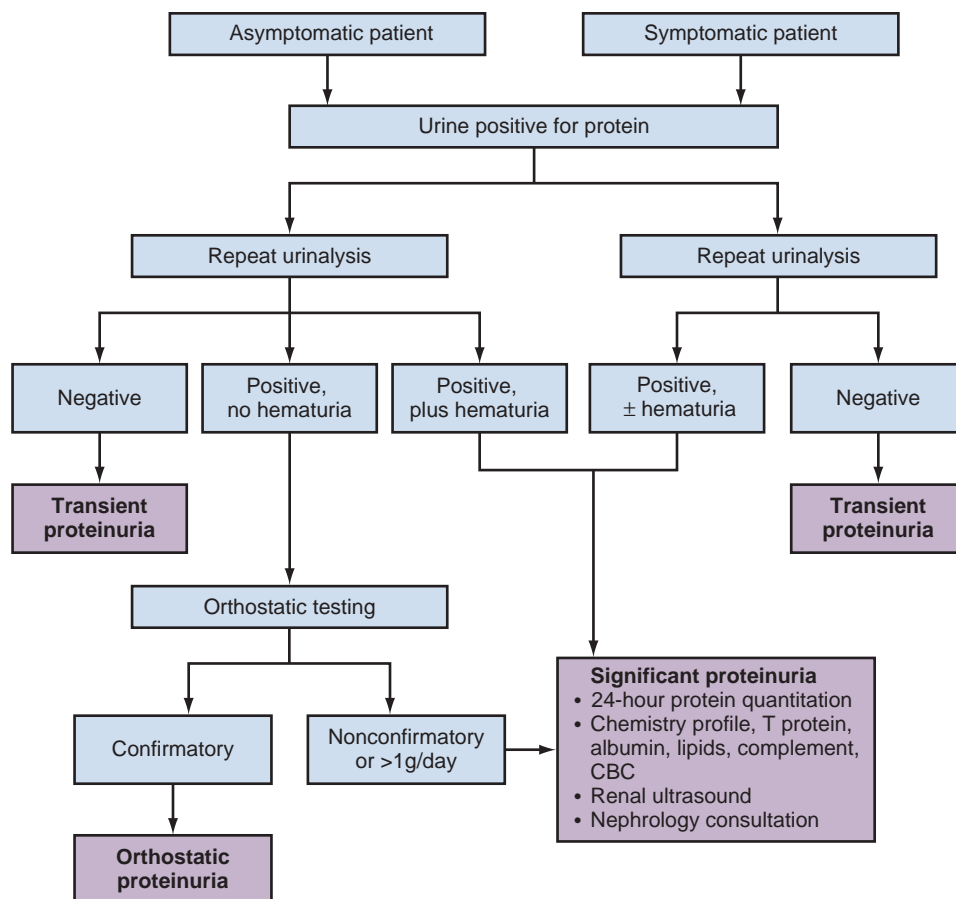 Asymptomatic patient
Symptomatic patient
Urine positive for protein
Repeat urinalysis
Repeat urinalysis
Negative
Positive,
no hematuria
Positive,
plus hematuria
Positive,
± hematuria
Negative
Transient
proteinuria
Transient
proteinuria
Orthostatic testing
Confirmatory
Nonconfirmatory
or >1g/day
Significant proteinuria
• 24-hour protein quantitation
• Chemistry profile, T protein,
albumin, lipids, complement,
CBC
• Renal ultrasound
• Nephrology consultation
Orthostatic
proteinuria